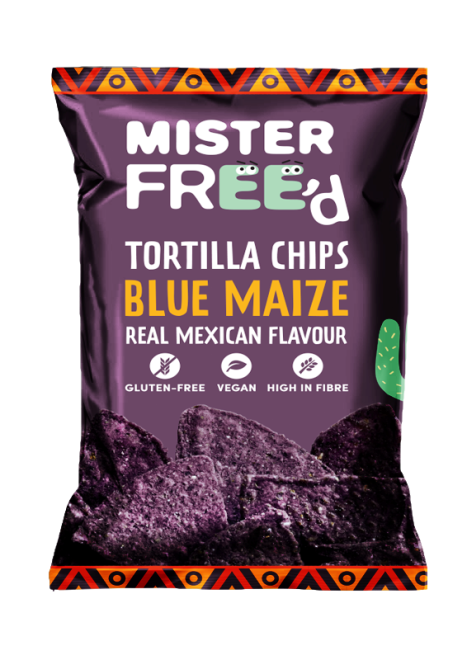 MISTER
FREE'd
TORTILLA CHIPS
BLUE MAIZE
REAL MEXICAN FLAVOUR
GLUTEN-FREE VEGAN HIGH IN FIBRE